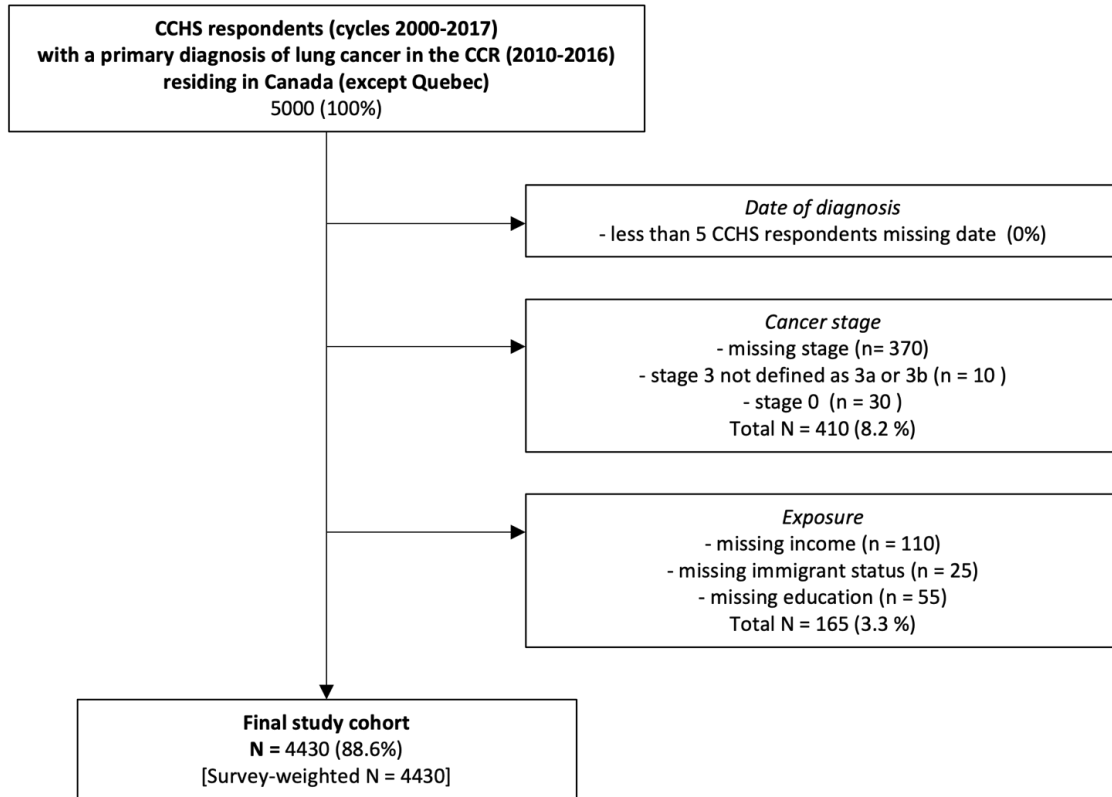 CCHS respondents (cycles 2000-2017)
with a primary diagnosis of lung cancer in the CCR (2010-2016)
residing in Canada (except Quebec)
5000 (100%)
Date of diagnosis
- less than 5 CCHS respondents missing date (0%)
Cancer stage
- missing stage (n= 370)
- stage 3 not defined as 3a or 3b (n = 10 )
- stage 0 (n = 30 )
Total N = 410 (8.2 %)
Exposure
- missing income (n = 110)
- missing immigrant status (n = 25)
- missing education (n = 55)
Total N = 165 (3.3 %)
Final study cohort
N = 4430 (88.6%)
[Survey-weighted N = 4430]